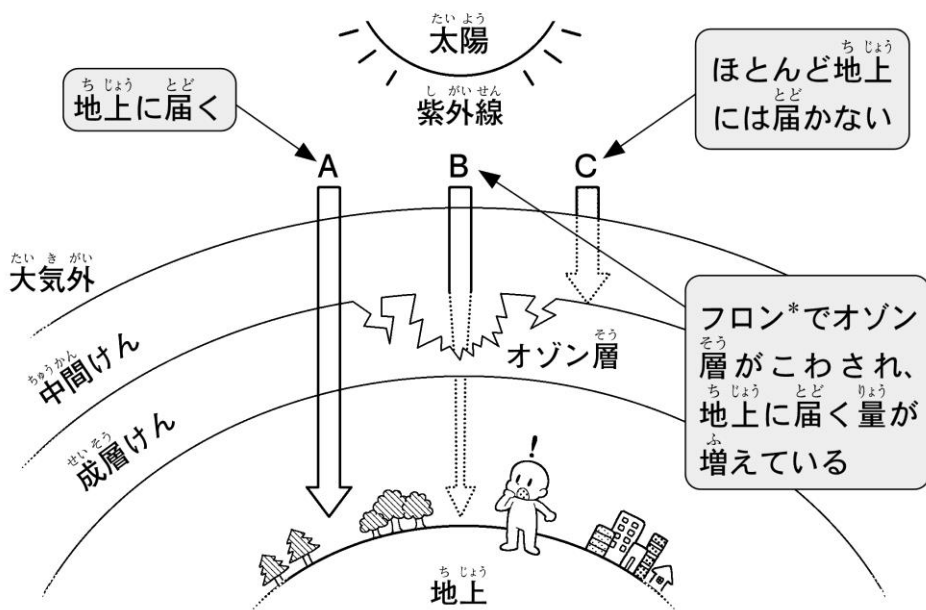 太陽
紫外線
地上に届く
ほとんど地上
には届かない
A
B
C
大気外
中間けん
成層けん
オゾン層
フロン*でオゾン
層がこわされ、
地上に届く量が
増えている
!
地上